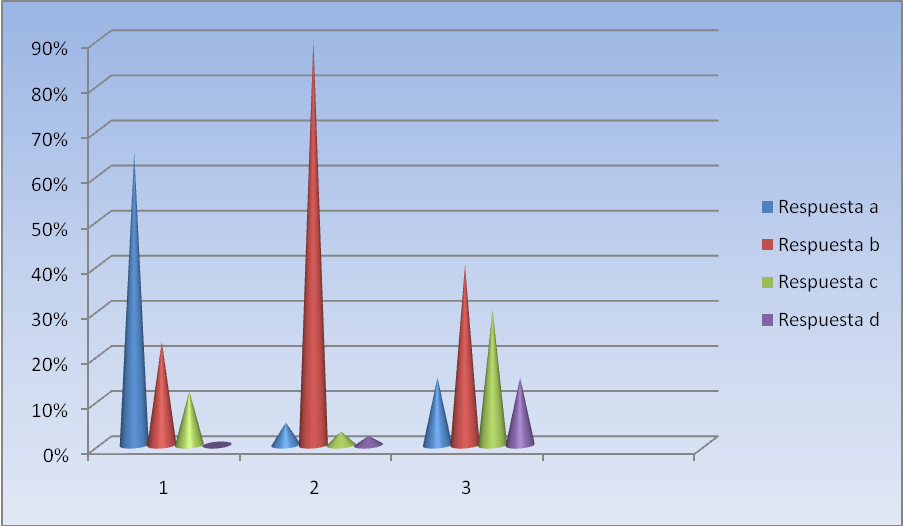 90%
80%
70%
60%
50%
40%
30%
20%
10%
0%
1 2 3
Respuesta a
Respuesta b
Respuesta c
Respuesta d